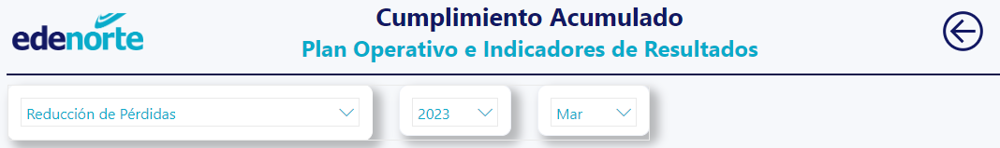 edenorte
Cumplimiento Acumulado
Plan Operativo e Indicadores de Resultados
Reducción de Pérdidas
2023
Mar